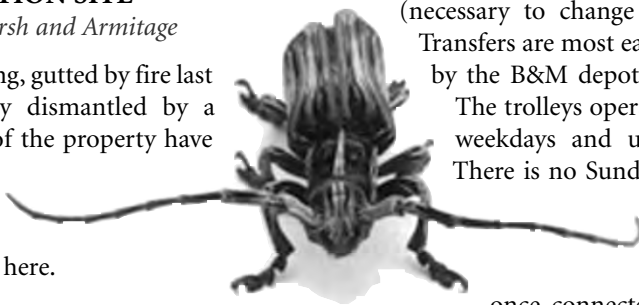 TION SITE
rsh and Armitage
ng, gutted by fire last
y dismantled by a
of the property have
here.
(necessary to change
Transfers are most ea
by the B&M depot
The trolleys oper
weekdays and u
There is no Sund
once connects